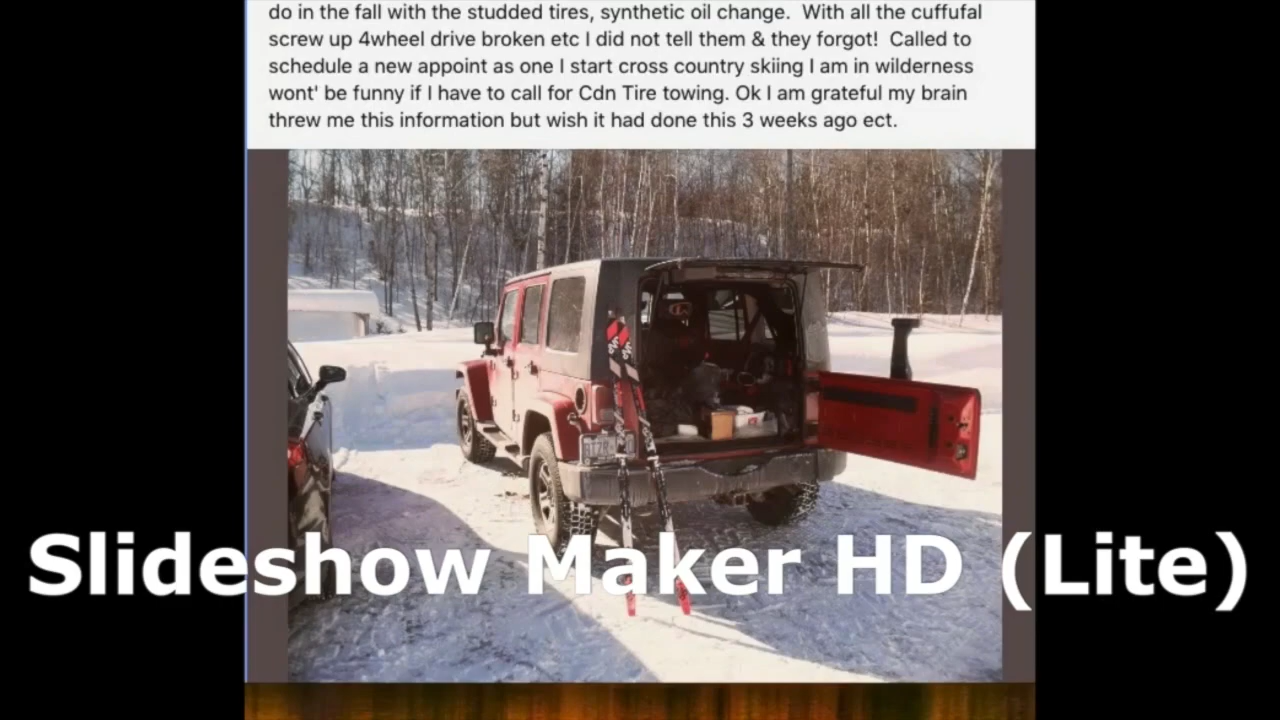 do in the fall with the studded tires, synthetic oil change.  With all the cuffufal
screw up 4wheel drive broken etc I did not tell them & they forgot!  Called to
schedule a new appoint as one I start cross country skiing I am in wilderness
wont' be funny if I have to call for Cdn Tire towing. Ok I am grateful my brain
threw me this information but wish it had done this 3 weeks ago ect.
Slideshow Maker HD (Lite)